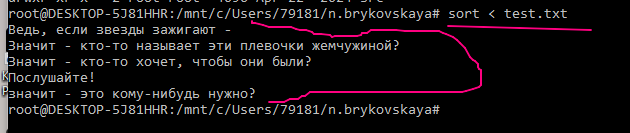 root@DESKTOP-5J81HHR:/mnt/c/Users/79181/n.brykovskaya# sort < test.txt
Ведь, если звезды зажигают -
Значит - кто-то называет эти плевочки жемчужиной?
Значит - кто-то хочет, чтобы они были?
Послушайте!
значит - это кому-нибудь нужно?
root@DESKTOP-5J81HHR:/mnt/c/Users/79181/n.brykovskaya#